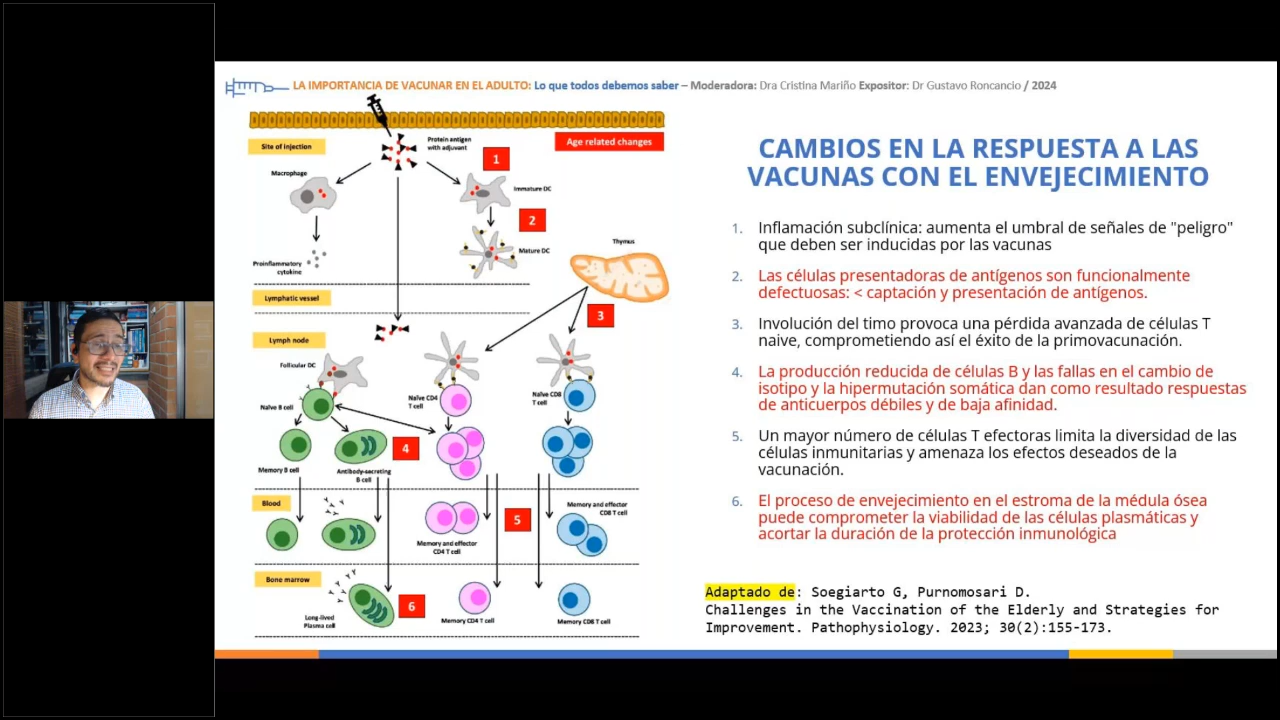 LA IMPORTANCIA DE VACUNAR EN EL ADULTO: Lo que todos debemos saber – Moderadora: Dra Cristina Mariño Expositor: Dr Gustavo Roncancio / 2024
Site of injection
Protein antigen
with adjuvant
Age related changes
1
Macrophage
Immature DC
2
Mature DC
Proinflammatory
cytokine
Thymus
Lymphatic vessel
3
Lymph node
Follicular DC
Naïve B cell
Naïve CD4
T cell
Naïve CD8
T cell
4
Memory B cell
Antibody-secreting
B cell
Blood
Memory and effector
CD8 T cell
5
Memory and effector
CD4 T cell
Bone marrow
6
Long-lived
Plasma cell
Memory CD4 T cell
Memory CD8 T cell
CAMBIOS EN LA RESPUESTA A LAS
VACUNAS CON EL ENVEJECIMIENTO
1. Inflamación subclínica: aumenta el umbral de señales de "peligro"
que deben ser inducidas por las vacunas
2. Las células presentadoras de antígenos son funcionalmente
defectuosas: < captación y presentación de antígenos.
3. Involución del timo provoca una pérdida avanzada de células T
naive, comprometiendo así el éxito de la primovacunación.
4. La producción reducida de células B y las fallas en el cambio de
isotipo y la hipermutación somática dan como resultado respuestas
de anticuerpos débiles y de baja afinidad.
5. Un mayor número de células T efectoras limita la diversidad de las
células inmunitarias y amenaza los efectos deseados de la
vacunación.
6. El proceso de envejecimiento en el estroma de la médula ósea
puede comprometer la viabilidad de las células plasmáticas y
acortar la duración de la protección inmunológica
Adaptado de: Soegiarto G, Purnomosari D.
Challenges in the Vaccination of the Elderly and Strategies for
Improvement. Pathophysiology. 2023; 30(2):155-173.